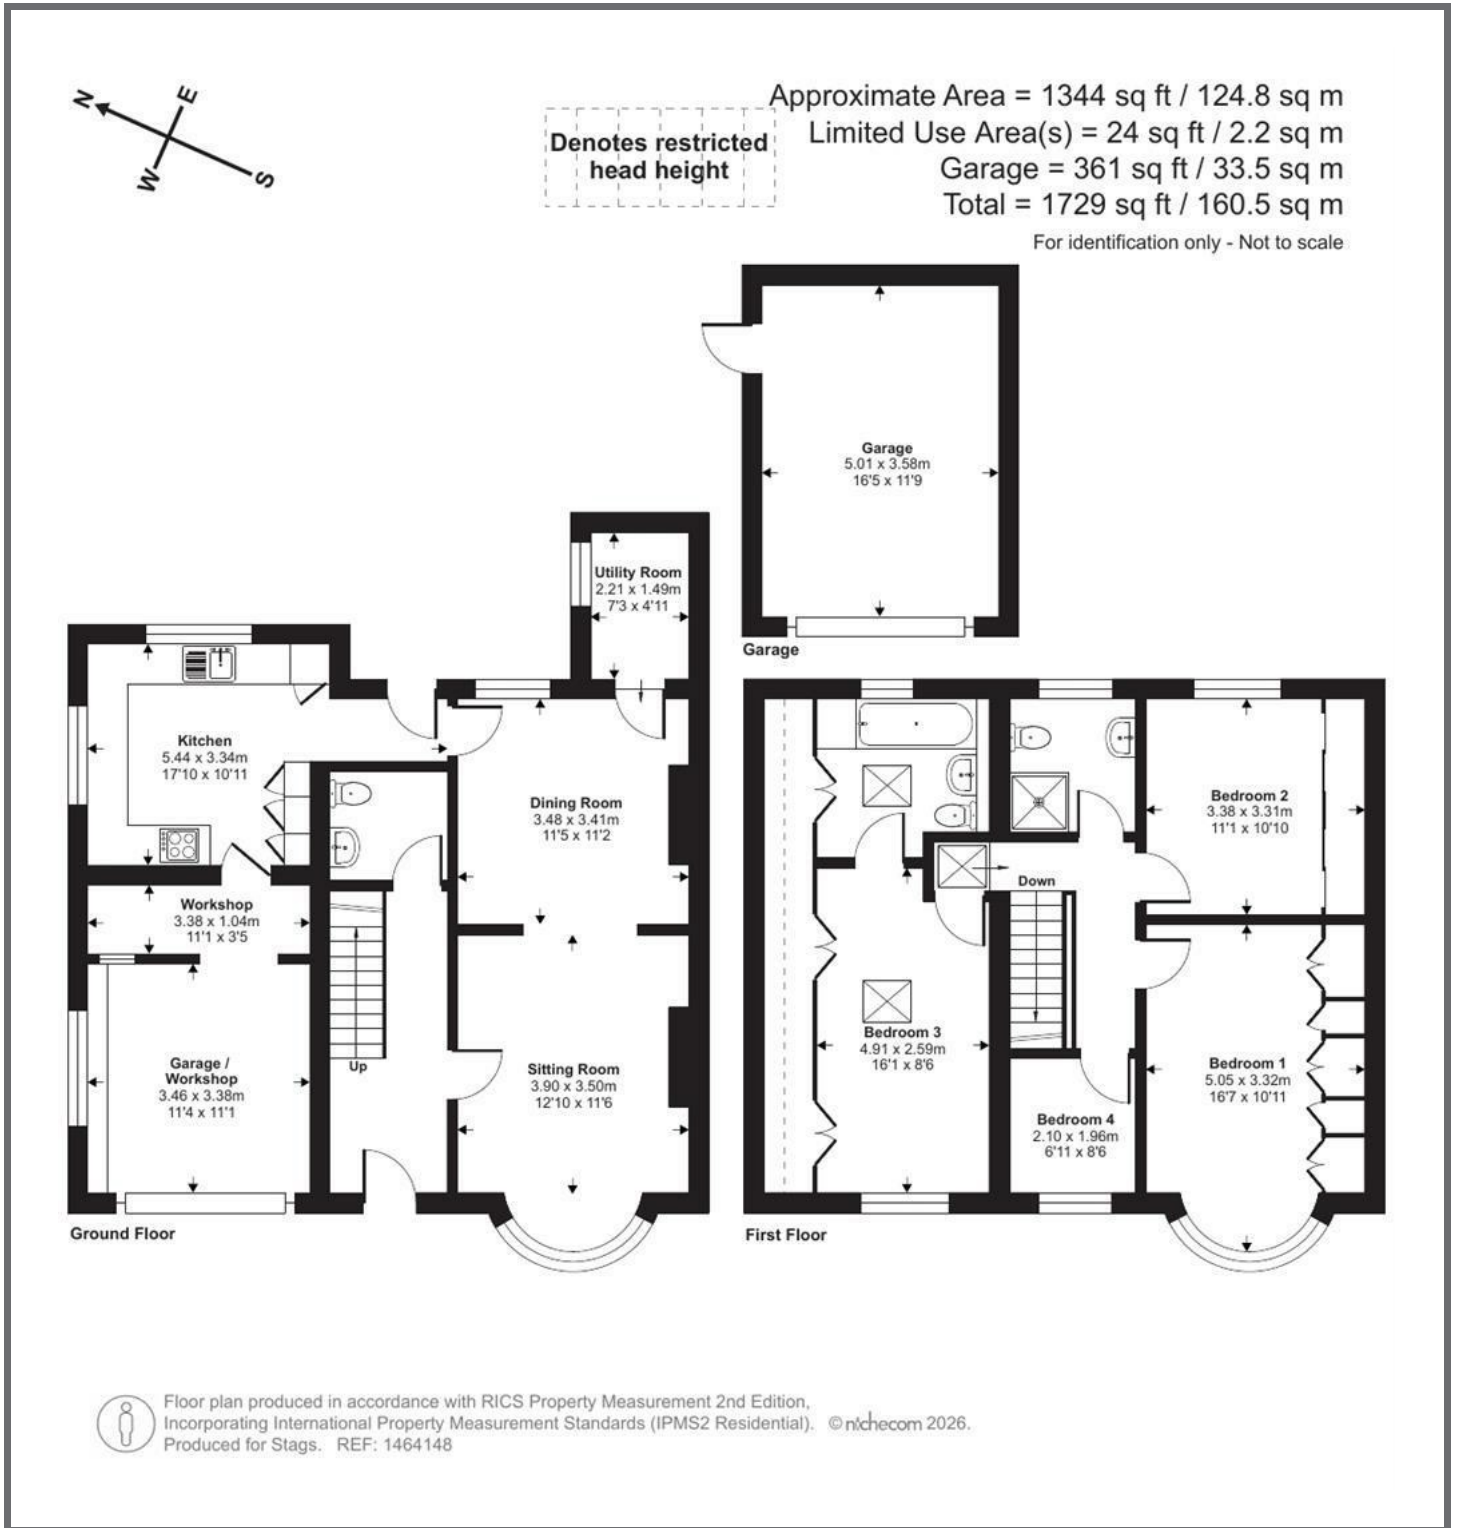 N
E
W
S
Denotes restricted
head height
Approximate Area = 1344 sq ft / 124.8 sq m
Limited Use Area(s) = 24 sq ft / 2.2 sq m
Garage = 361 sq ft / 33.5 sq m
Total = 1729 sq ft / 160.5 sq m
For identification only - Not to scale
Garage
5.01 x 3.58m
16'5 x 11'9
Garage
Utility Room
2.21 x 1.49m
7'3 x 4'11
Kitchen
5.44 x 3.34m
17'10 x 10'11
Dining Room
3.48 x 3.41m
11'5 x 11'2
Workshop
3.38 x 1.04m
11'1 x 3'5
Garage /
Workshop
3.46 x 3.38m
11'4 x 11'1
Up
Sitting Room
3.90 x 3.50m
12'10 x 11'6
Ground Floor
Bedroom 2
3.38 x 3.31m
11'1 x 10'10
Down
Bedroom 3
4.91 x 2.59m
16'1 x 8'6
Bedroom 1
5.05 x 3.32m
16'7 x 10'11
Bedroom 4
2.10 x 1.96m
6'11 x 8'6
First Floor
Floor plan produced in accordance with RICS Property Measurement 2nd Edition,
Incorporating International Property Measurement Standards (IPMS2 Residential). © nichecom 2026.
Produced for Stags. REF: 1464148